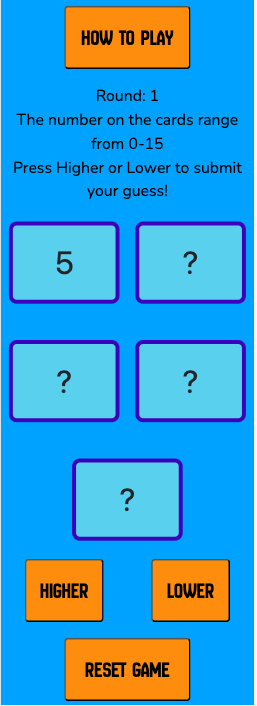 HOW TO PLAY
Round: 1
The number on the cards range
from 0-15
Press Higher or Lower to submit
your guess!
5 ?
? ?
?
HIGHER LOWER
RESET GAME